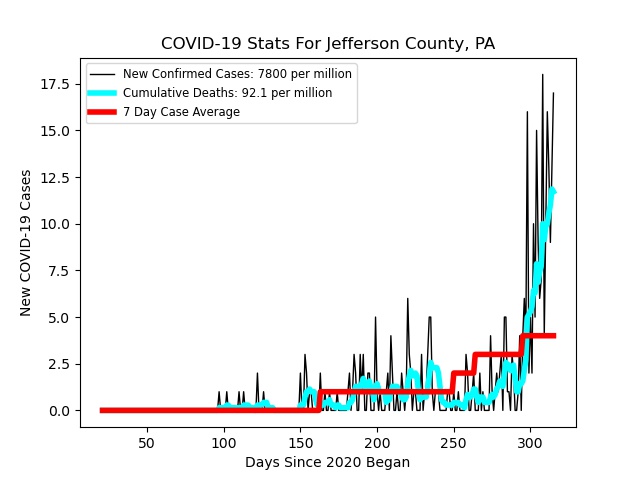 COVID-19 Stats For Jefferson County, PA
New Confirmed Cases: 7800 per million
Cumulative Deaths: 92.1 per million
7 Day Case Average
New COVID-19 Cases
17.5
15.0
12.5
10.0
7.5
5.0
2.5
0.0
50 100 150 200 250 300
Days Since 2020 Began